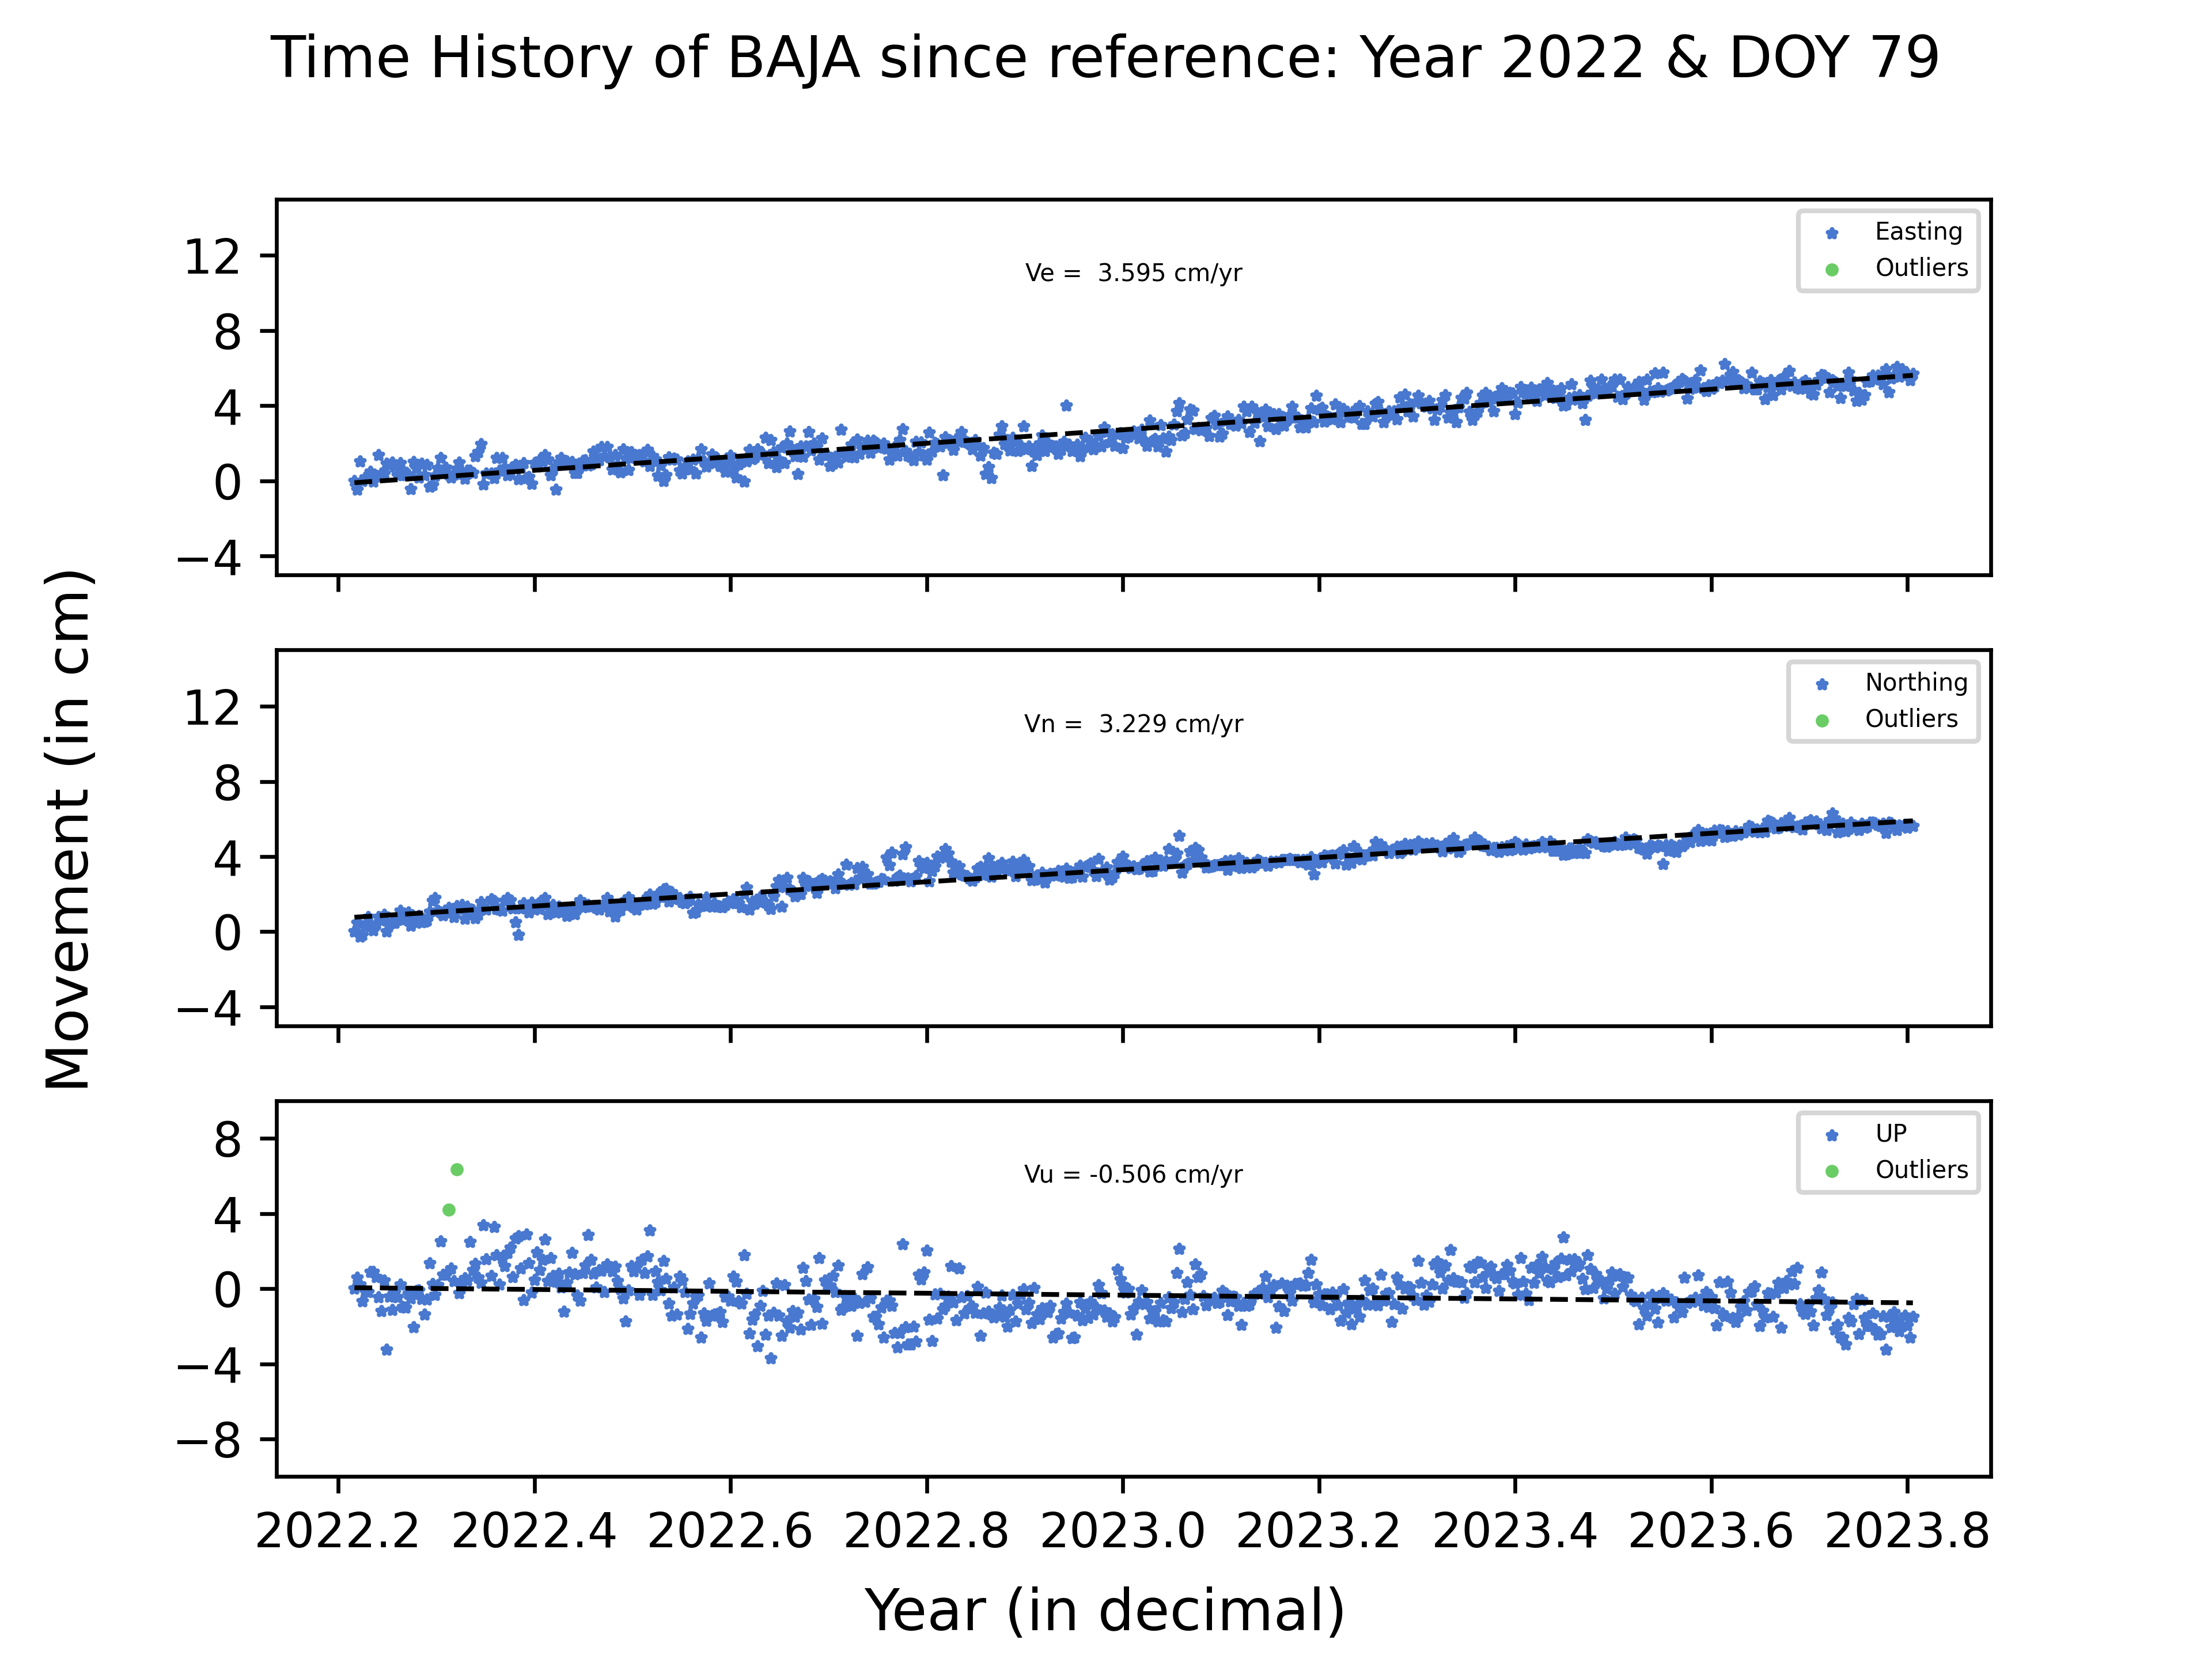 Time History of BAJA since reference: Year 2022 & DOY 79
Movement (in cm)
12
8
4
0
−4
Ve =  3.595 cm/yr
Easting
Outliers
12
8
4
0
−4
Vn =  3.229 cm/yr
Northing
Outliers
8
4
0
−4
−8
Vu = -0.506 cm/yr
UP
Outliers
2022.2 2022.4 2022.6 2022.8 2023.0 2023.2 2023.4 2023.6 2023.8
Year (in decimal)